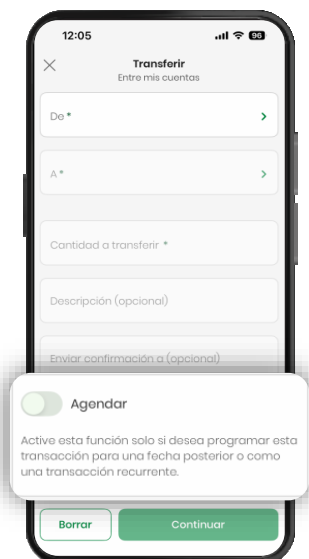 12:05
96
Transferir
Entre mis cuentas
De *
A *
Cantidad a transferir *
Descripción (opcional)
Enviar confirmación a (opcional)
Agendar
Active esta función solo si desea programar esta
transacción para una fecha posterior o como
una transacción recurrente.
Borrar
Continuar